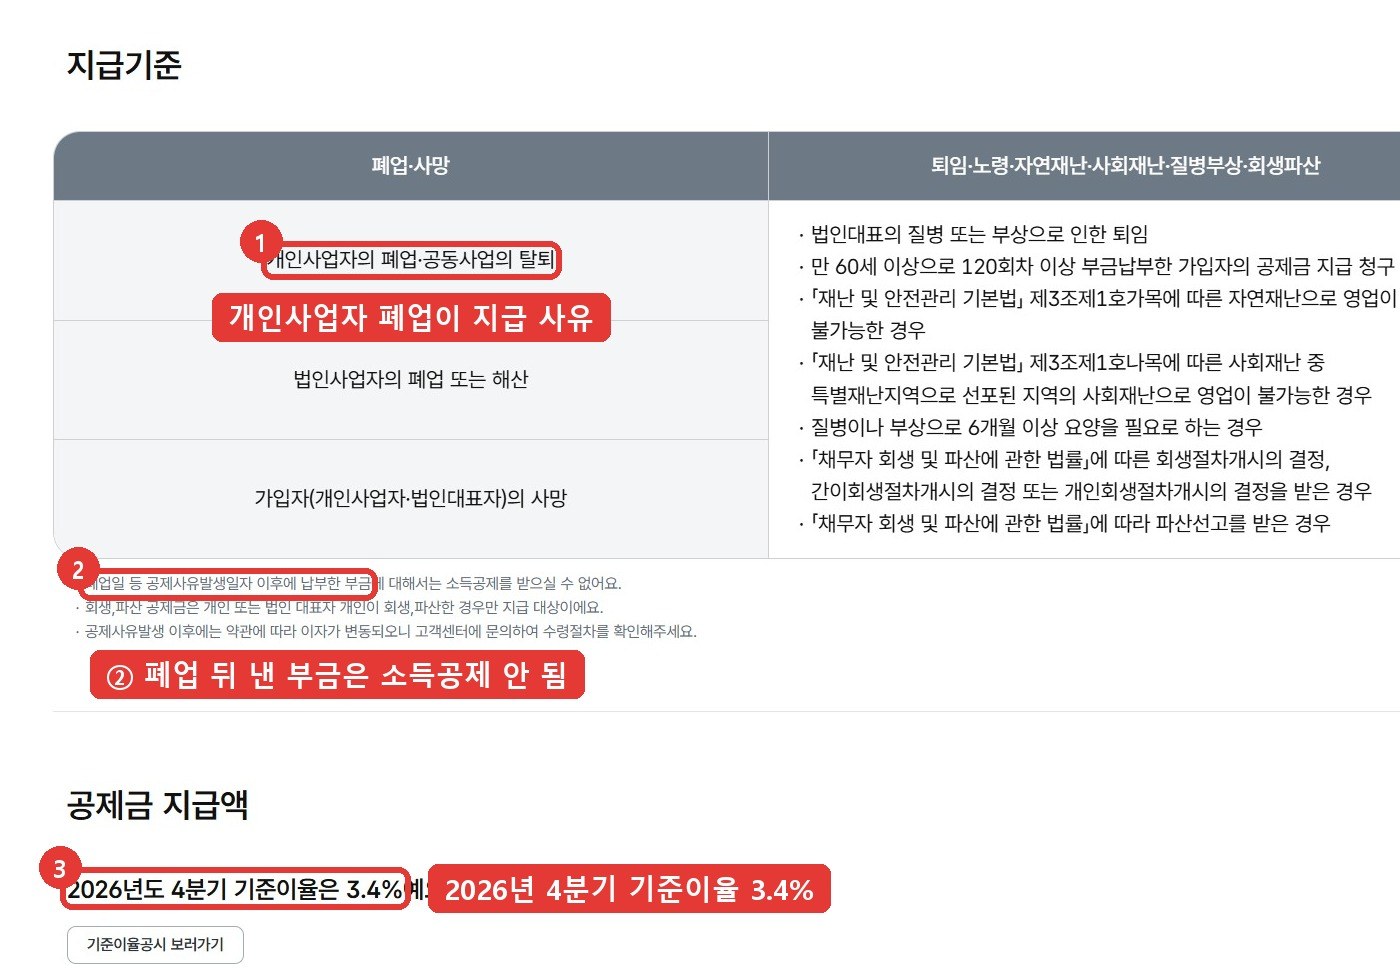 지급기준
폐업·사망
퇴임·노령·자연재난·사회재난·질병부상·회생파산
1
개인사업자의 폐업·공동사업의 탈퇴
개인사업자 폐업이 지급 사유
법인사업자의 폐업 또는 해산
가입자(개인사업자·법인대표자)의 사망
· 법인대표의 질병 또는 부상으로 인한 퇴임
· 만 60세 이상으로 120회차 이상 부금납부한 가입자의 공제금 지급 청구
· 「재난 및 안전관리 기본법」 제3조제1호가목에 따른 자연재난으로 영업이
불가능한 경우
· 「재난 및 안전관리 기본법」 제3조제1호나목에 따른 사회재난 중
특별재난지역으로 선포된 지역의 사회재난으로 영업이 불가능한 경우
· 질병이나 부상으로 6개월 이상 요양을 필요로 하는 경우
· 「채무자 회생 및 파산에 관한 법률」에 따른 회생절차개시의 결정,
간이회생절차개시의 결정 또는 개인회생절차개시의 결정을 받은 경우
· 「채무자 회생 및 파산에 관한 법률」에 따라 파산선고를 받은 경우
2
폐업일 등 공제사유발생일자 이후에 납부한 부금에 대해서는 소득공제를 받으실 수 없어요.
· 회생,파산 공제금은 개인 또는 법인 대표자 개인이 회생,파산한 경우만 지급 대상이에요.
· 공제사유발생 이후에는 약관에 따라 이자가 변동되오니 고객센터에 문의하여 수령절차를 확인해주세요.
② 폐업 뒤 낸 부금은 소득공제 안 됨
공제금 지급액
3
2026년도 4분기 기준이율은 3.4%예
2026년 4분기 기준이율 3.4%
기준이율공시 보러가기